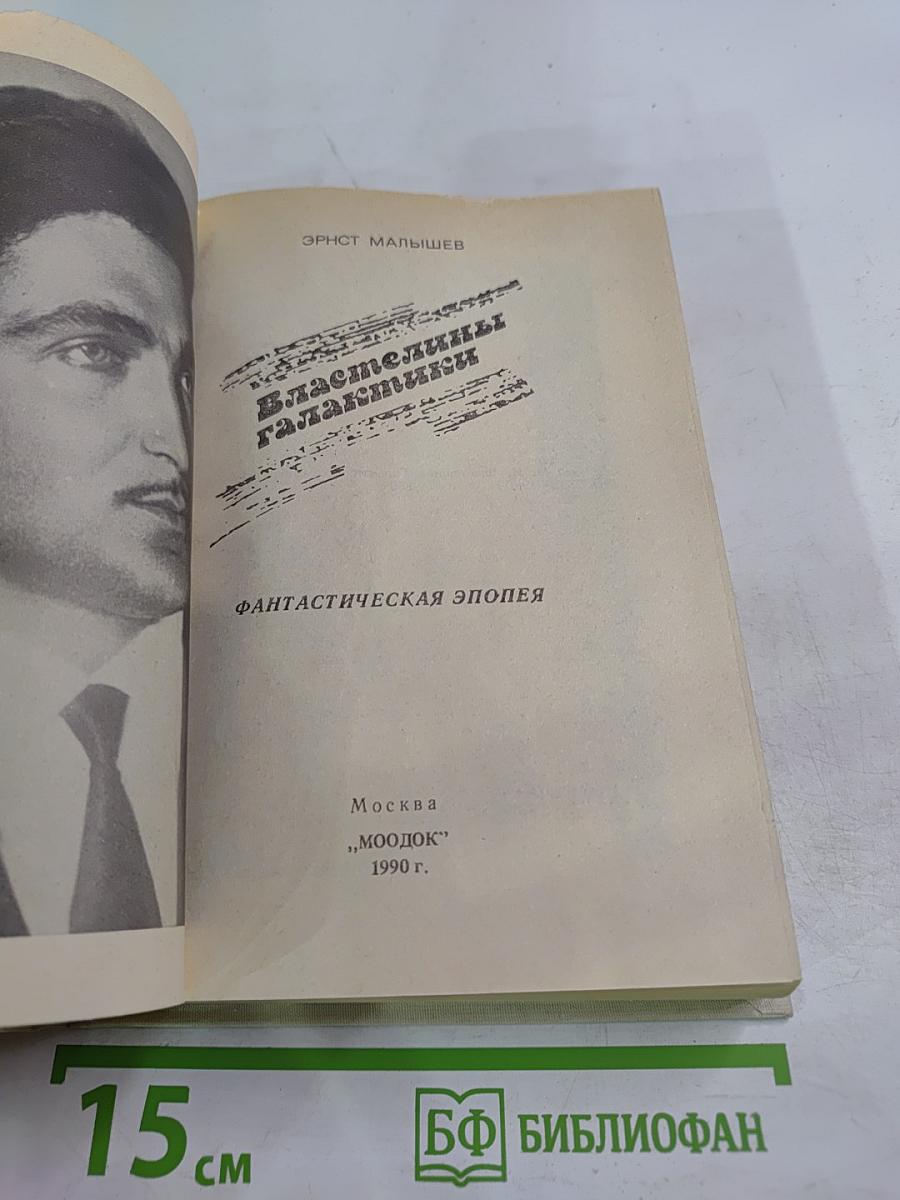 ЭРНСТ МАЛЫШЕВ
Властелины
галактики
ФАНТАСТИЧЕСКАЯ ЭПОПЕЯ
Москва
„МООДОК”
1990 г.
15 см
БФ БИБЛИОФАН